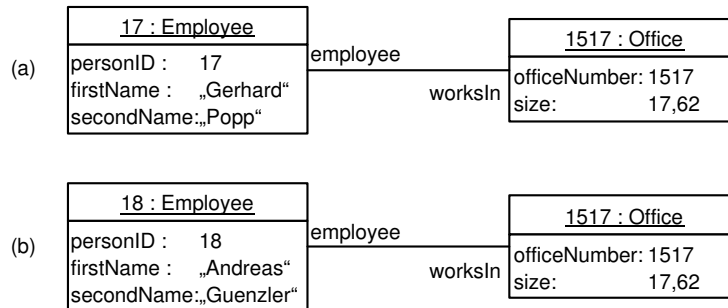 (a)
17 : Employee
personID : 17
firstName : „Gerhard“
secondName:„Popp“
employee
worksIn
1517 : Office
officeNumber: 1517
size: 17,62
(b)
18 : Employee
personID : 18
firstName : „Andreas“
secondName:„Guenzler“
employee
worksIn
1517 : Office
officeNumber: 1517
size: 17,62